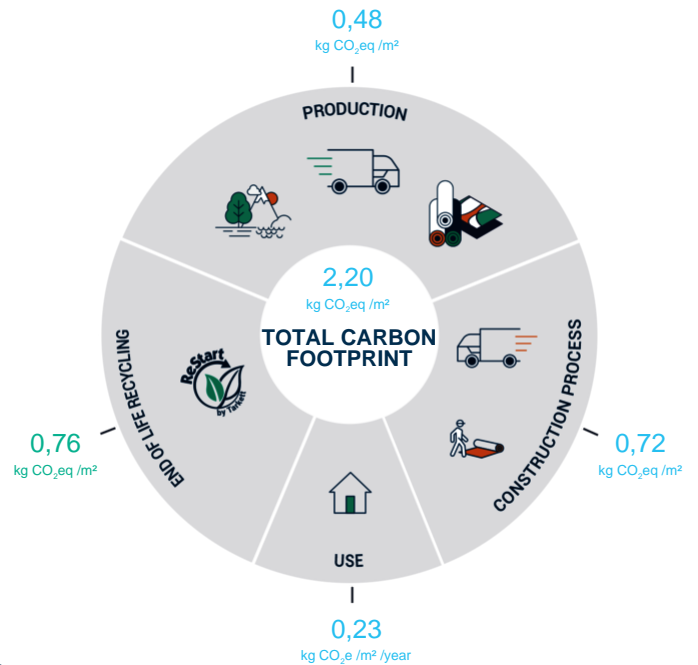 0,48
kg CO₂eq /m²
PRODUCTION
2,20
kg CO₂eq /m²
TOTAL CARBON
FOOTPRINT
CONSTRUCTION PROCESS
0,72
kg CO₂eq /m²
END OF LIFE RECYCLING
ReStart
by Tarkett
0,76
kg CO₂eq /m²
USE
0,23
kg CO₂e /m² /year